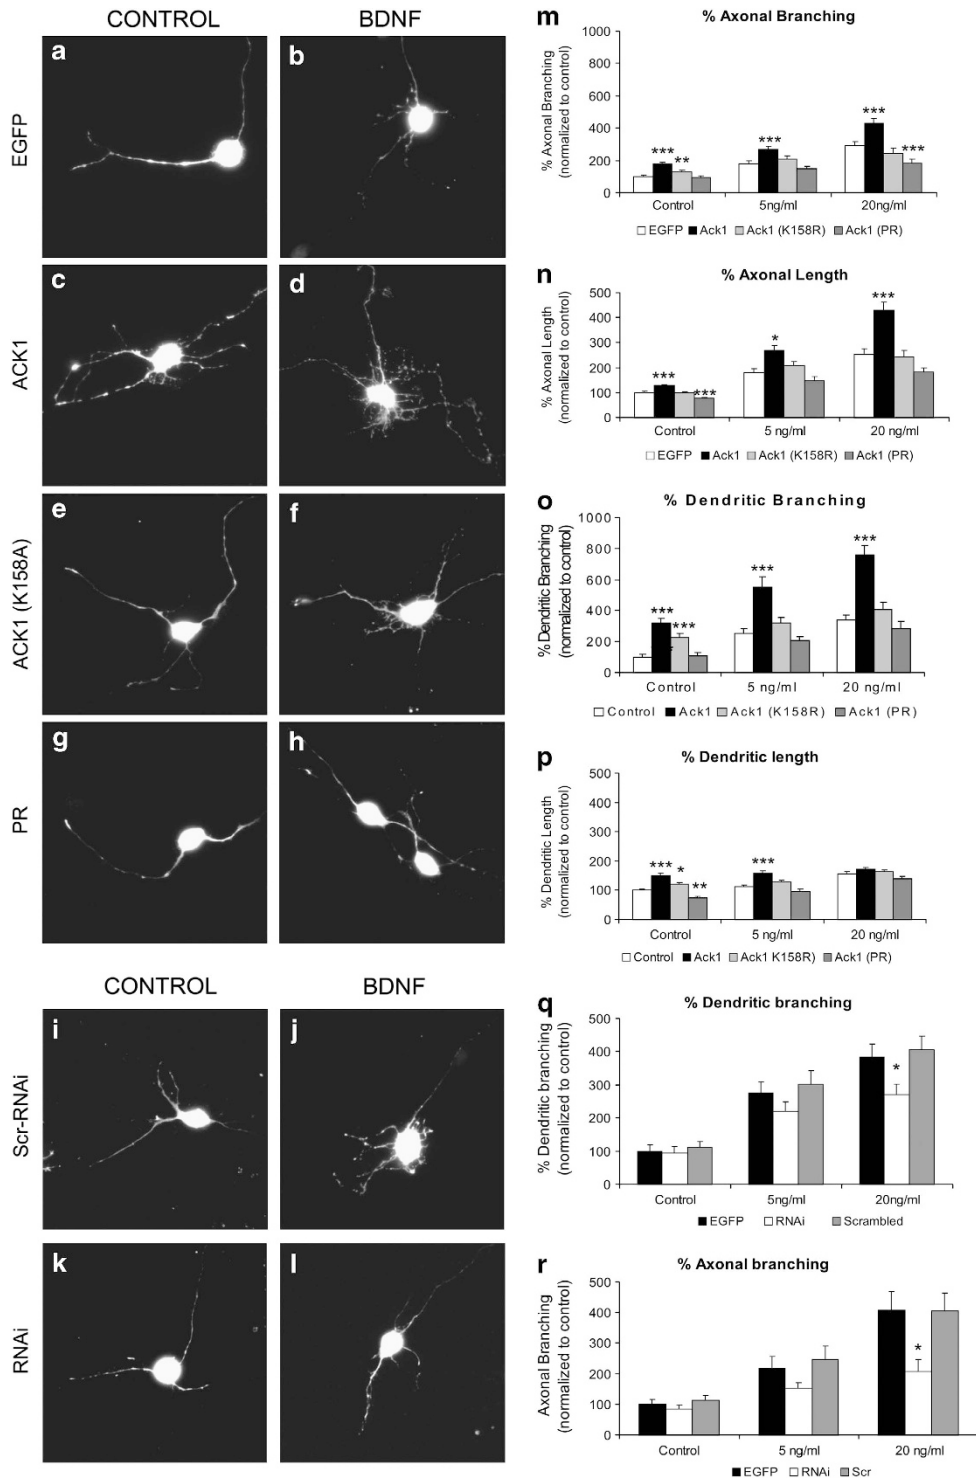 CONTROL BDNF
EGFP
a
b
ACK1
c
d
ACK1 (K158A)
e
f
PR
g
h
CONTROL BDNF
Scr-RNAi
i
j
RNAi
k
l
m
% Axonal Branching
% Axonal Branching
(normalized to control)
1000
800
600
400
200
0
*** ** *** *** ***
Control 5ng/ml 20ng/ml
EGFP Ack1 Ack1 (K158R) Ack1 (PR)
n
% Axonal Length
% Axonal Length
(normalized to control)
500
400
300
200
100
0
*** *** * ***
Control 5 ng/ml 20 ng/ml
EGFP Ack1 Ack1 (K158R) Ack1 (PR)
o
% Dendritic Branching
% Dendritic Branching
(normalized to control)
1000
800
600
400
200
0
*** *** *** ***
Control 5 ng/ml 20 ng/ml
Control Ack1 Ack1 (K158R) Ack1 (PR)
p
% Dendritic length
% Dendritic Length
(normalized to control)
500
400
300
200
100
0
*** * ** ***
Control 5 ng/ml 20 ng/ml
Control Ack1 Ack1 K158R) Ack1 (PR)
q
% Dendritic branching
% Dendritic branching
(normalized to control)
500
400
300
200
100
0
*
Control 5ng/ml 20ng/ml
EGFP RNAi Scrambled
r
% Axonal branching
Axonal Branching
(normalized to control)
500
400
300
200
100
0
*
Control 5 ng/ml 20 ng/ml
EGFP RNAi Scr